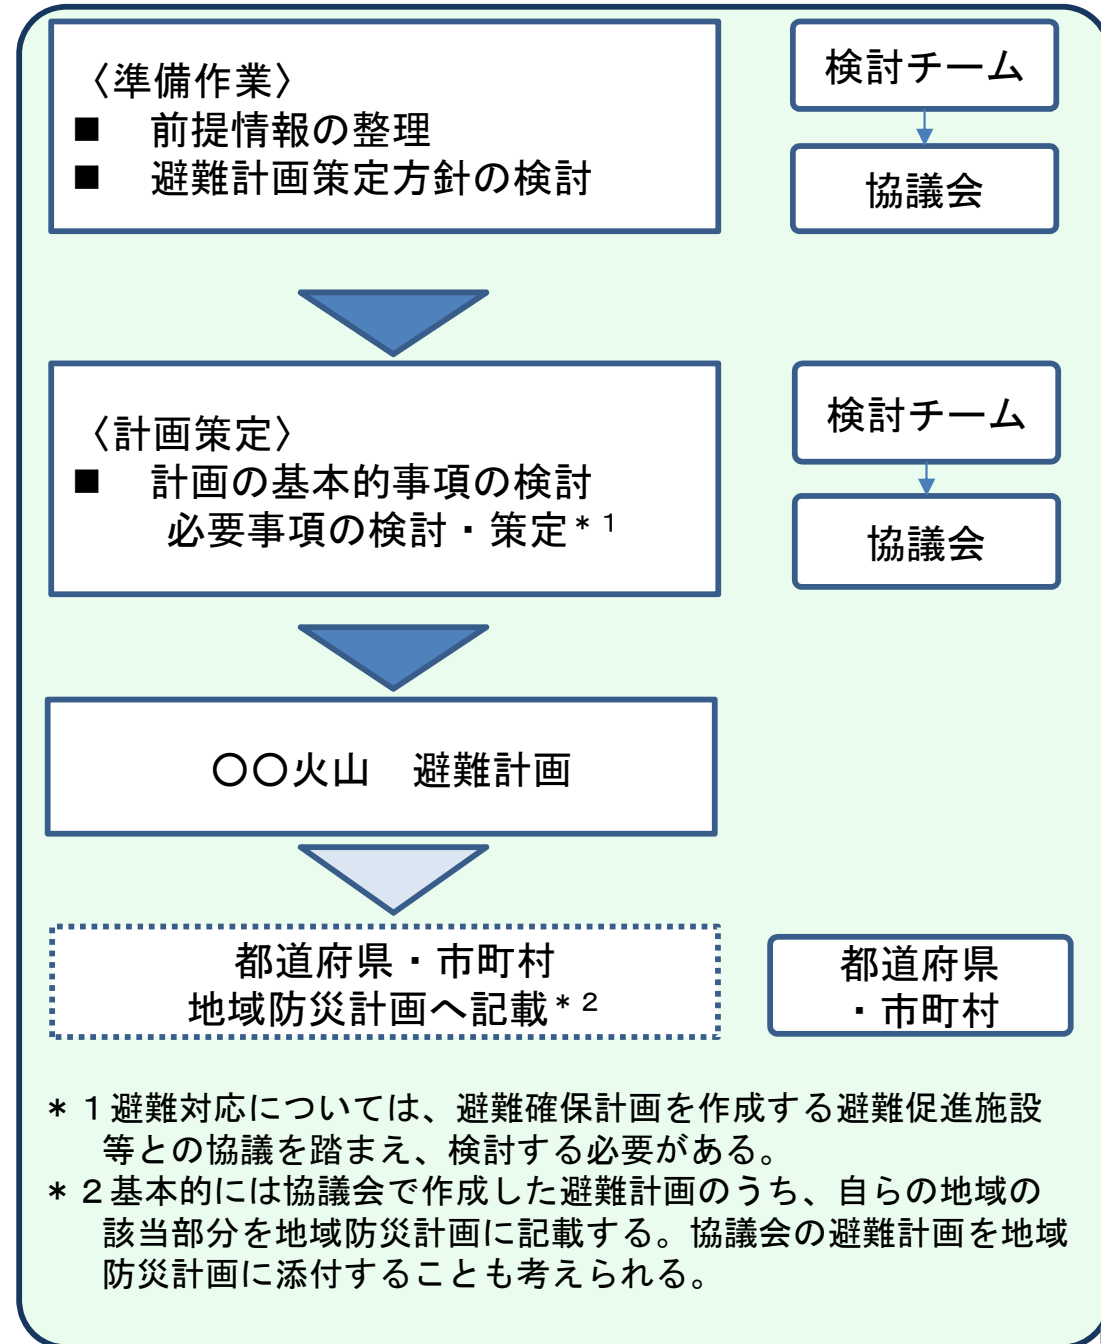 〈準備作業〉
■ 前提情報の整理
■ 避難計画策定方針の検討
検討チーム
協議会
〈計画策定〉
■ 計画の基本的事項の検討
必要事項の検討・策定*1
検討チーム
協議会
〇〇火山 避難計画
都道府県・市町村
地域防災計画へ記載*2
都道府県
・市町村
*1避難対応については、避難確保計画を作成する避難促進施設
等との協議を踏まえ、検討する必要がある。
*2基本的には協議会で作成した避難計画のうち、自らの地域の
該当部分を地域防災計画に記載する。協議会の避難計画を地域
防災計画に添付することも考えられる。